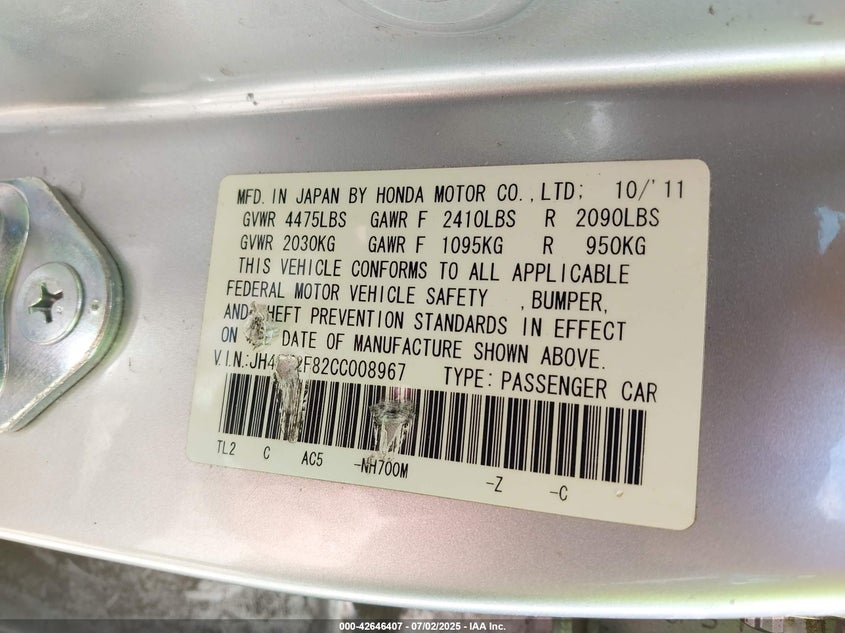 MFD. IN JAPAN BY HONDA MOTOR CO., LTD; 10/'11
GVWR 4475LBS GAWR F 2410LBS R 2090LBS
GVWR 2030KG GAWR F 1095KG R 950KG
THIS VEHICLE CONFORMS TO ALL APPLICABLE
FEDERAL MOTOR VEHICLE SAFETY , BUMPER,
AND THEFT PREVENTION STANDARDS IN EFFECT
ON DATE OF MANUFACTURE SHOWN ABOVE.
V.I.N.: TYPE: PASSENGER CAR
TL2 C AC5 -NH700M -Z -C
000-42646407 - 07/02/2025 - IAA Inc.